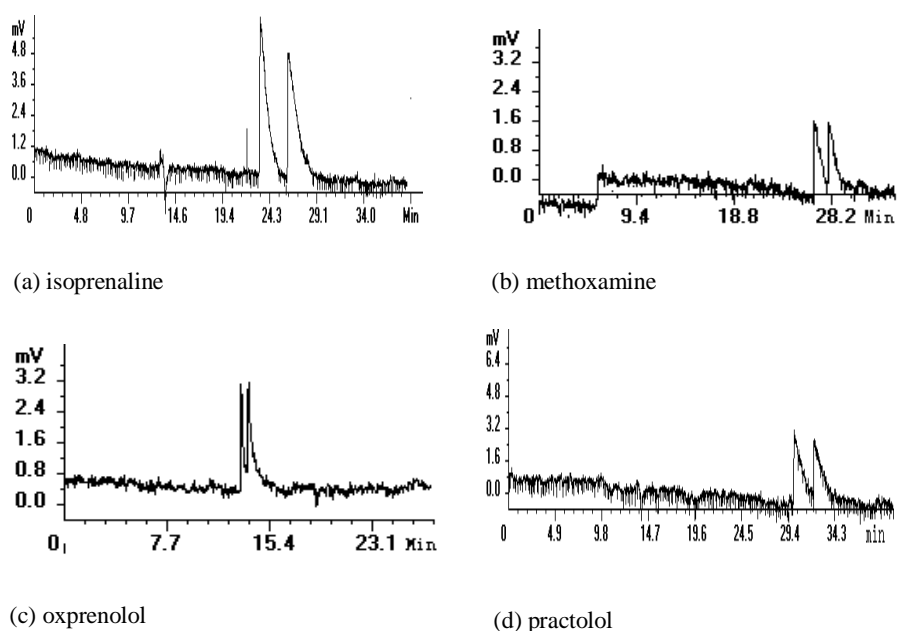 mV
4.8
3.6
2.4
1.2
0.0
0 4.8 9.7 14.6 19.4 24.3 29.1 34.0 Min
(a) isoprenaline
mV
3.2
2.4
1.6
0.8
0.0
0 9.4 18.8 28.2 Min
(b) methoxamine
mV
3.2
2.4
1.6
0.8
0.0
0 7.7 15.4 23.1 Min
(c) oxprenolol
mV
6.4
4.8
3.2
1.6
0.0
0 4.9 9.8 14.7 19.6 24.5 29.4 34.3 min
(d) practolol